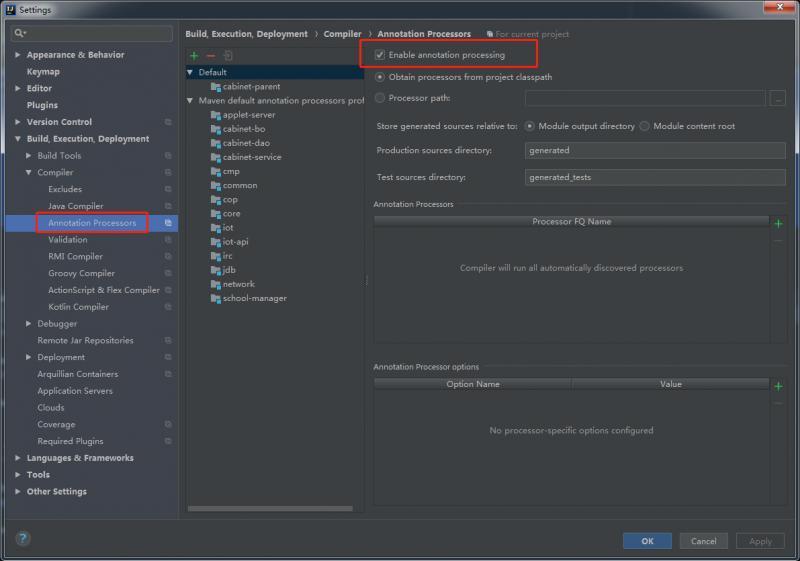 Settings
Build, Execution, Deployment › Compiler › Annotation Processors For current project
Appearance & Behavior
Keymap
Editor
Plugins
Version Control
Build, Execution, Deployment
Build Tools
Compiler
Excludes
Java Compiler
Annotation Processors
Validation
RMI Compiler
Groovy Compiler
ActionScript & Flex Compiler
Kotlin Compiler
Debugger
Remote Jar Repositories
Deployment
Arquillian Containers
Application Servers
Clouds
Coverage
Required Plugins
Languages & Frameworks
Tools
Other Settings
Default
cabinet-parent
Maven default annotation processors prof
applet-server
cabinet-bo
cabinet-dao
cabinet-service
cmp
common
cop
core
iot
iot-api
irc
jdb
network
school-manager
Enable annotation processing
Obtain processors from project classpath
Processor path:
...
Store generated sources relative to: Module output directory Module content root
Production sources directory: generated
Test sources directory: generated_tests
Annotation Processors
Processor FQ Name
Compiler will run all automatically discovered processors
Annotation Processor options
Option Name Value
No processor-specific options configured
?
OK Cancel Apply